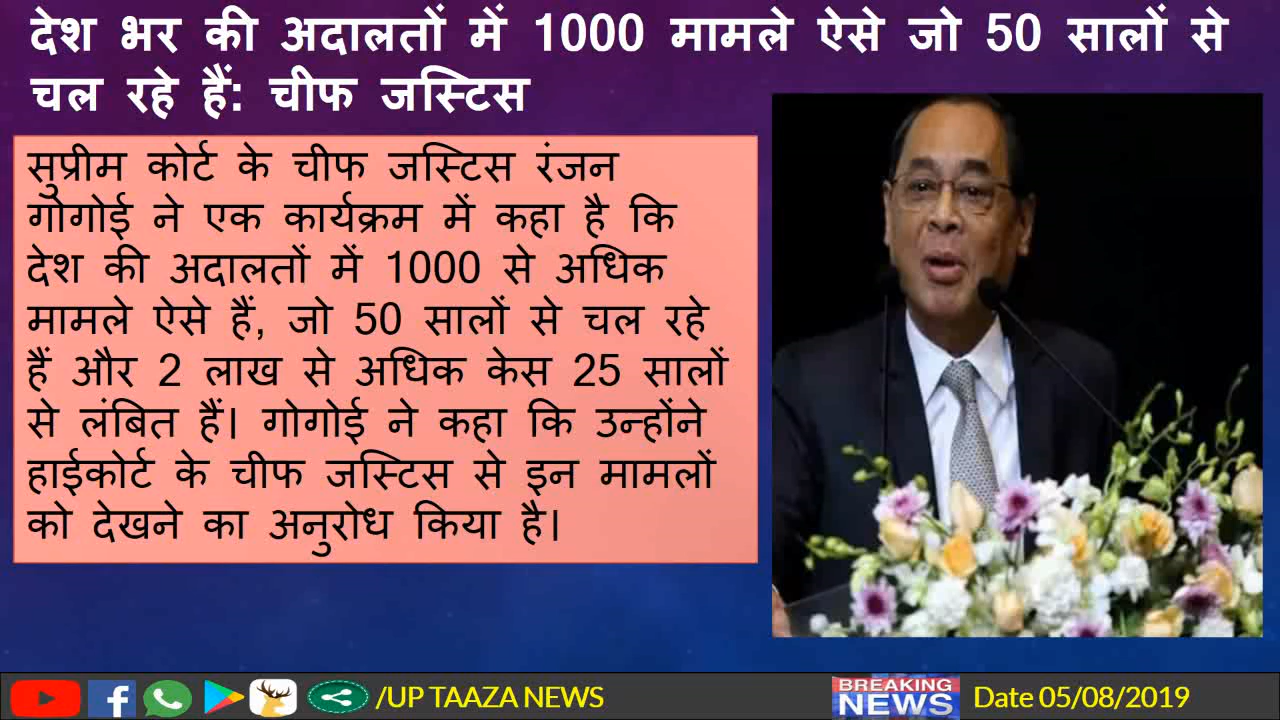 देश भर की अदालतों में 1000 मामले ऐसे जो 50 सालों से
चल रहे हैं: चीफ जस्टिस
सुप्रीम कोर्ट के चीफ जस्टिस रंजन
गोगोई ने एक कार्यक्रम में कहा है कि
देश की अदालतों में 1000 से अधिक
मामले ऐसे हैं, जो 50 सालों से चल रहे
हैं और 2 लाख से अधिक केस 25 सालों
से लंबित हैं। गोगोई ने कहा कि उन्होंने
हाईकोर्ट के चीफ जस्टिस से इन मामलों
को देखने का अनुरोध किया है।
/UP TAAZA NEWS
BREAKING
NEWS
Date 05/08/2019